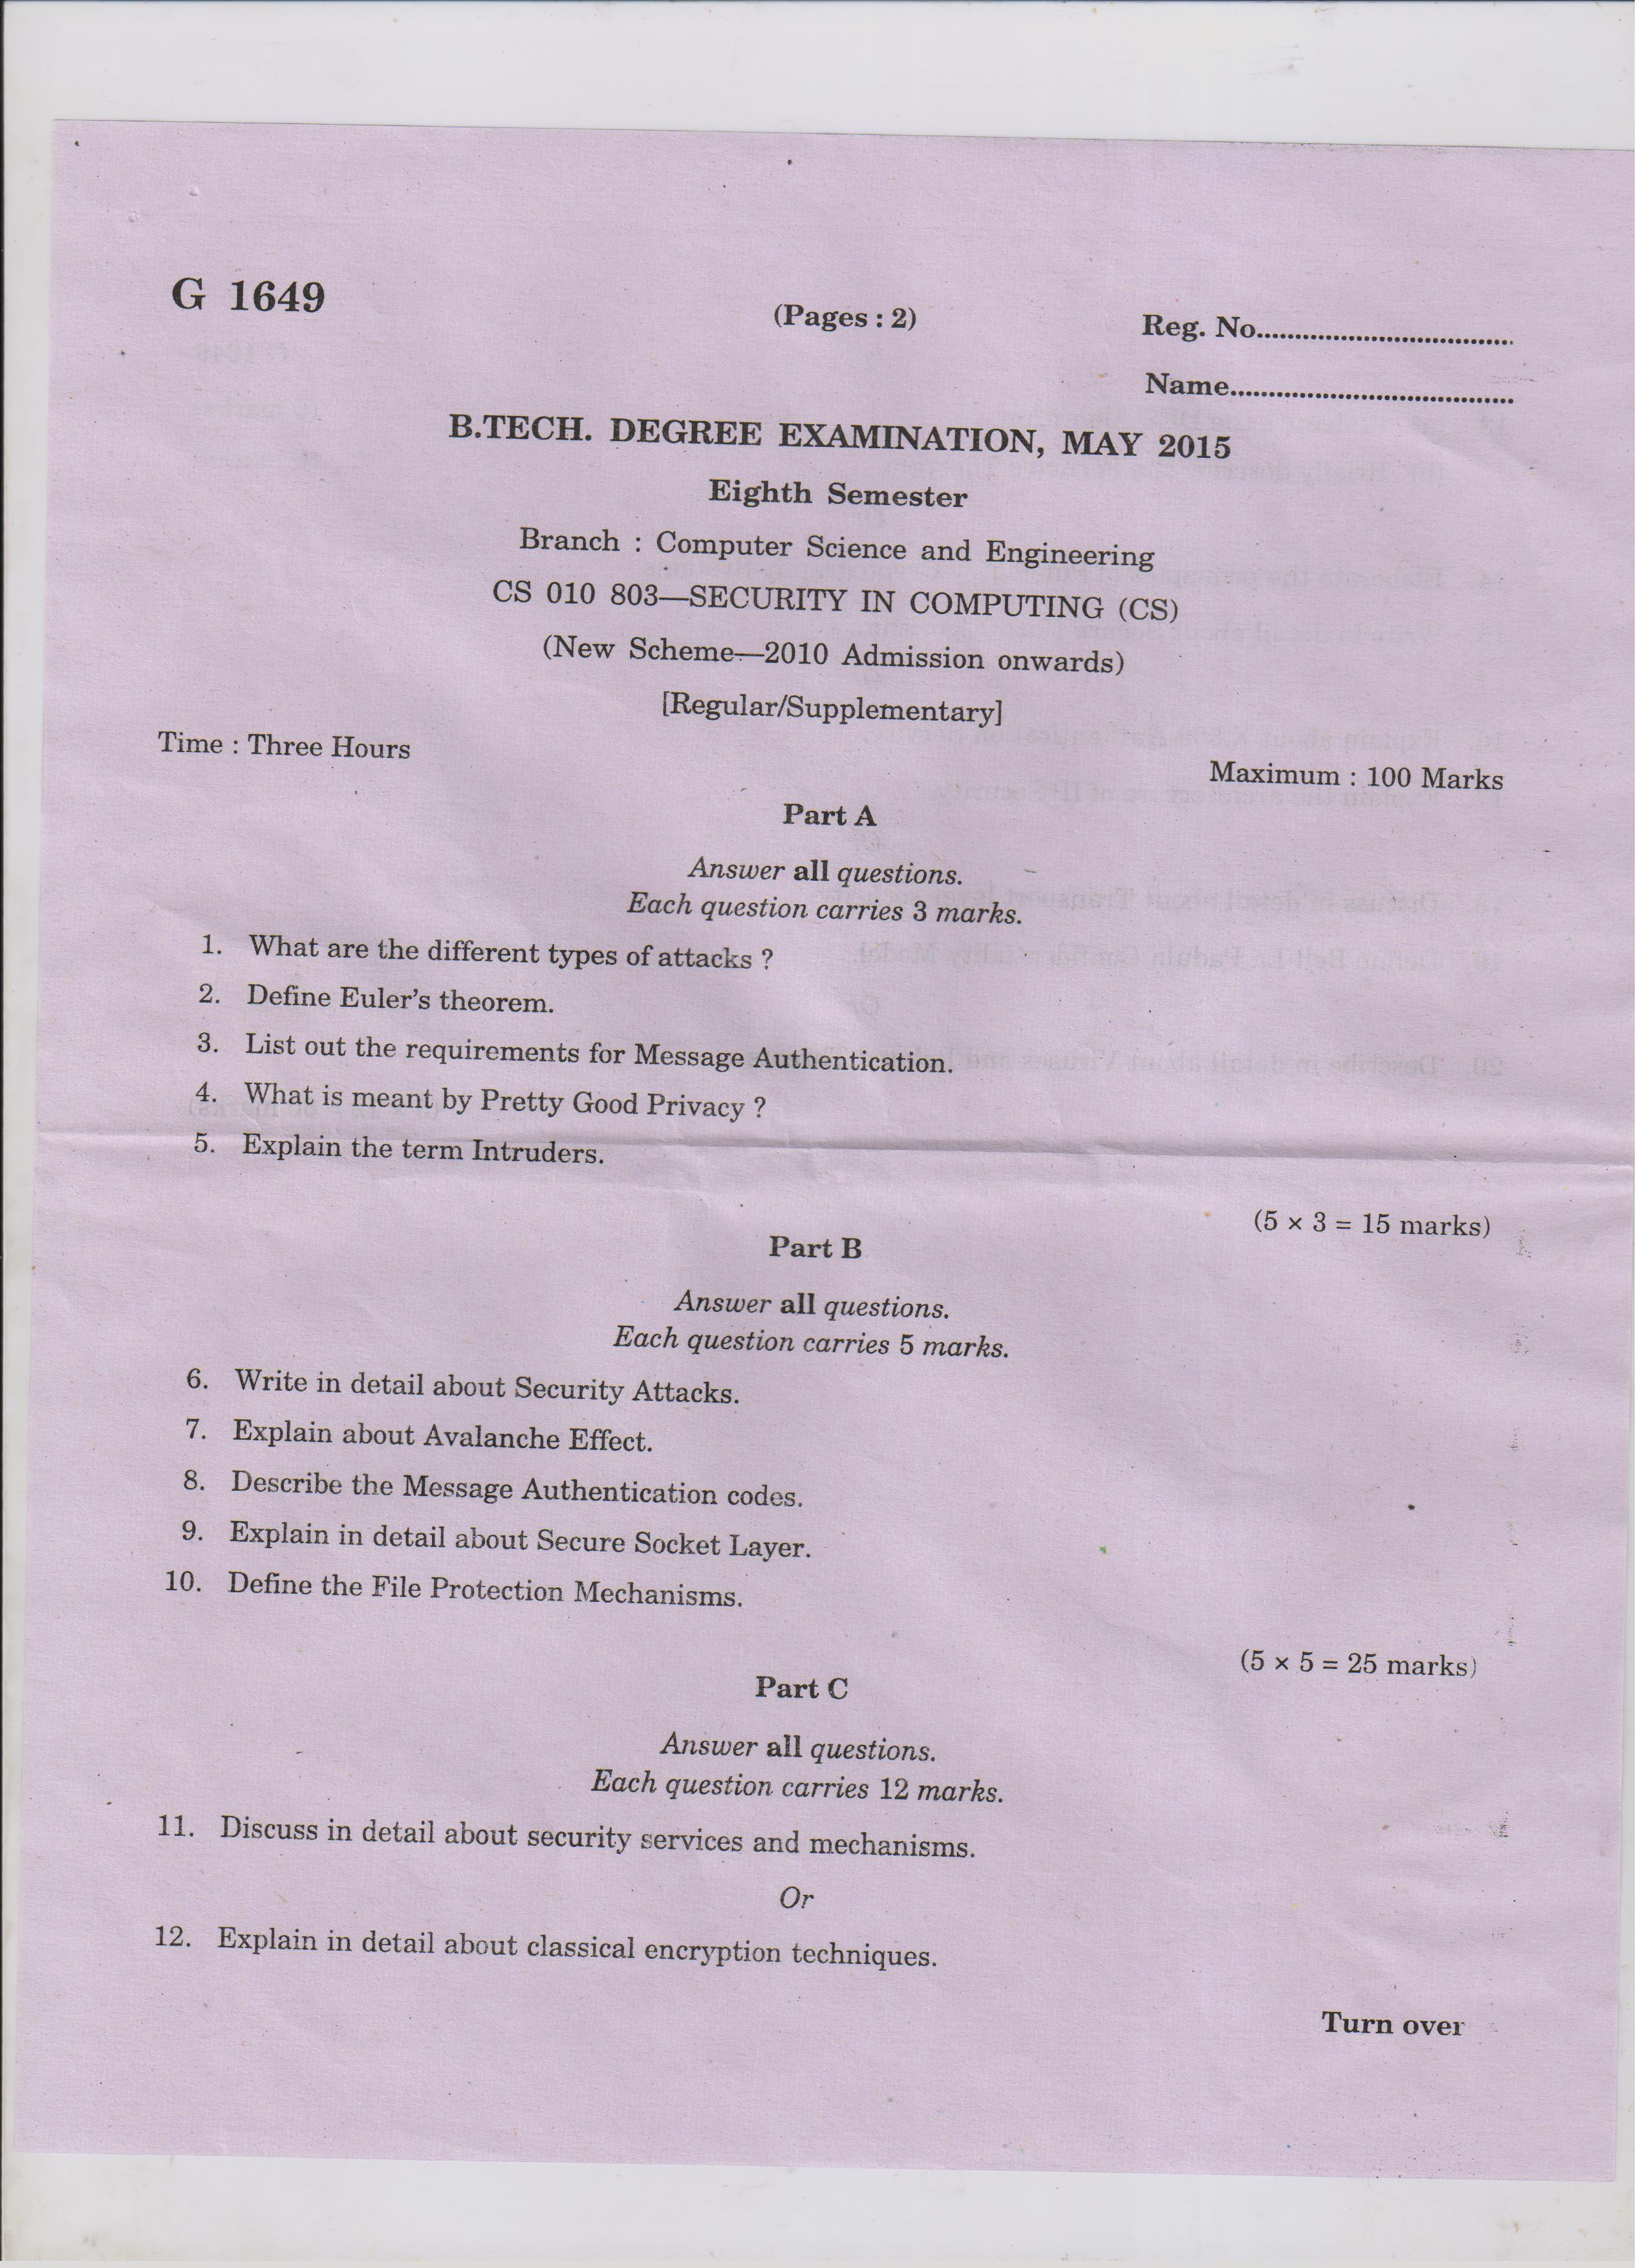 G 1649
(Pages : 2)
Reg. No..................................
Name.....................................
B.TECH. DEGREE EXAMINATION, MAY 2015
Eighth Semester
Branch : Computer Science and Engineering
CS 010 803—SECURITY IN COMPUTING (CS)
(New Scheme—2010 Admission onwards)
[Regular/Supplementary]
Time : Three Hours
Maximum : 100 Marks
Part A
Answer all questions.
Each question carries 3 marks.
1. What are the different types of attacks ?
2. Define Euler's theorem.
3. List out the requirements for Message Authentication.
4. What is meant by Pretty Good Privacy ?
5. Explain the term Intruders.
(5 × 3 = 15 marks)
Part B
Answer all questions.
Each question carries 5 marks.
6. Write in detail about Security Attacks.
7. Explain about Avalanche Effect.
8. Describe the Message Authentication codes.
9. Explain in detail about Secure Socket Layer.
10. Define the File Protection Mechanisms.
(5 × 5 = 25 marks)
Part C
Answer all questions.
Each question carries 12 marks.
11. Discuss in detail about security services and mechanisms.
Or
12. Explain in detail about classical encryption techniques.
Turn over